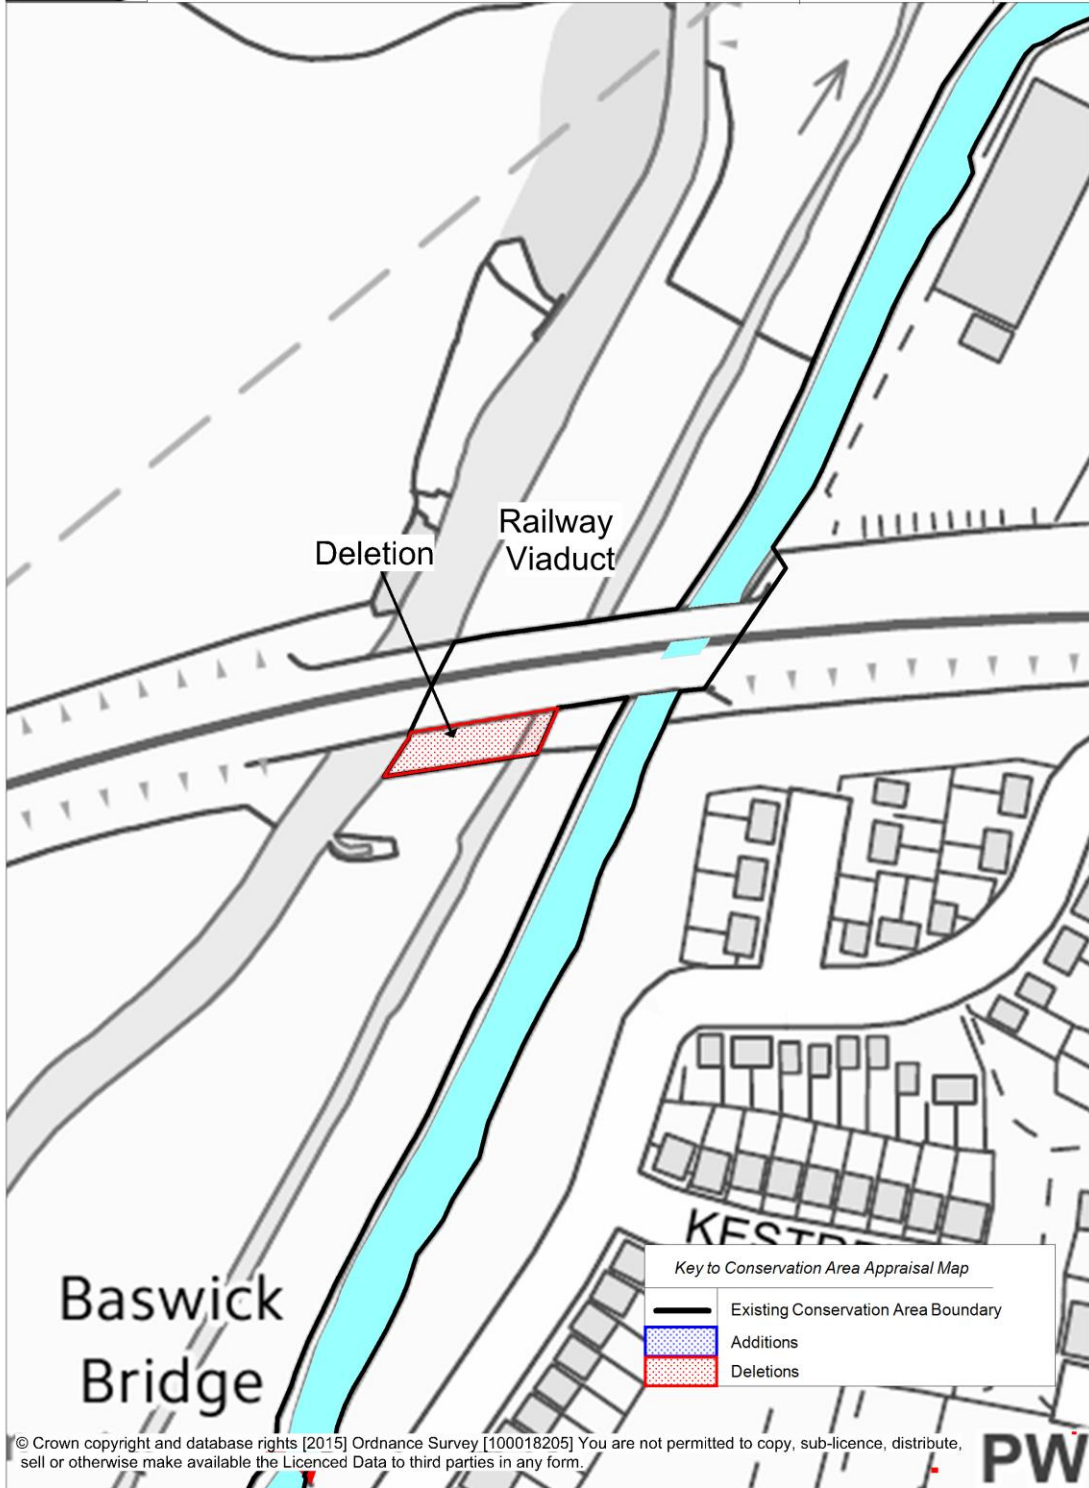 Railway
Viaduct
Deletion
Baswick
Bridge
Key to Conservation Area Appraisal Map
Existing Conservation Area Boundary
Additions
Deletions
© Crown copyright and database rights [2015] Ordnance Survey [100018205] You are not permitted to copy, sub-licence, distribute,
sell or otherwise make available the Licenced Data to third parties in any form.
PW